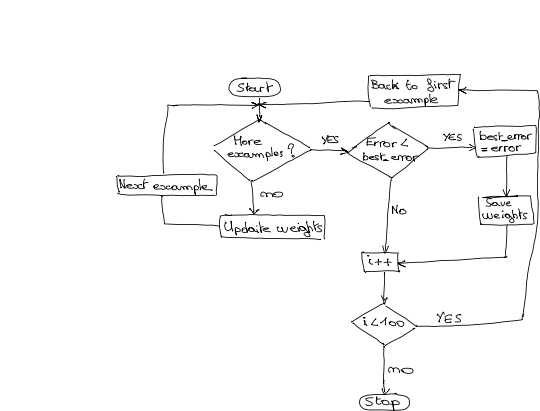 Start
Back to first
example
More
examples?
YES
Error <
best_error
YES
best_error
= error
Next example
no
Update weights
No
Save
weights
i++
i<100
YES
no
Stop